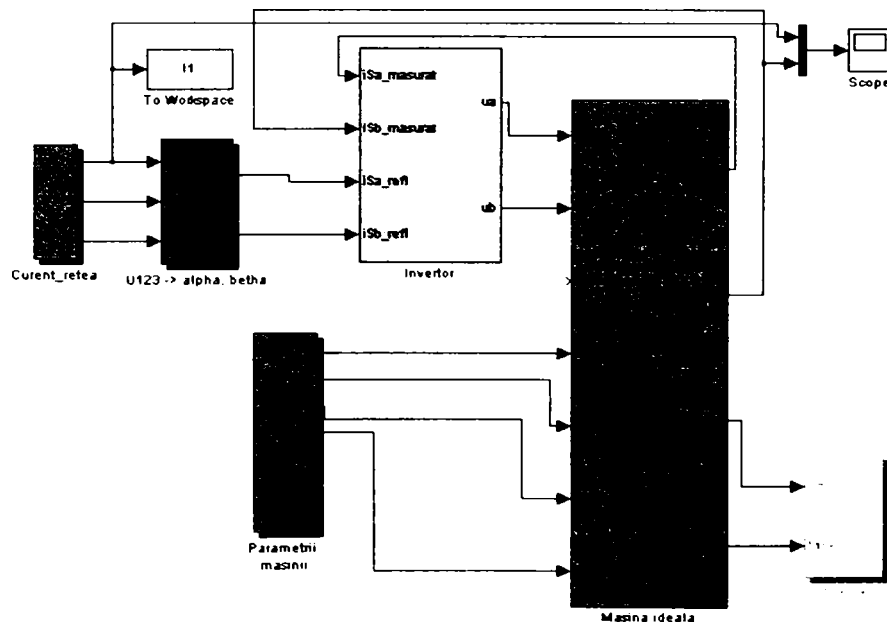 I1
To Workspace
Scope
iSa_masurat
iSb_masurat
iSa_refl
iSb_refl
ua
ub
Invertor
Curent_retea
U123 -> alpha, betha
Parametrii
masinii
Masina ideala